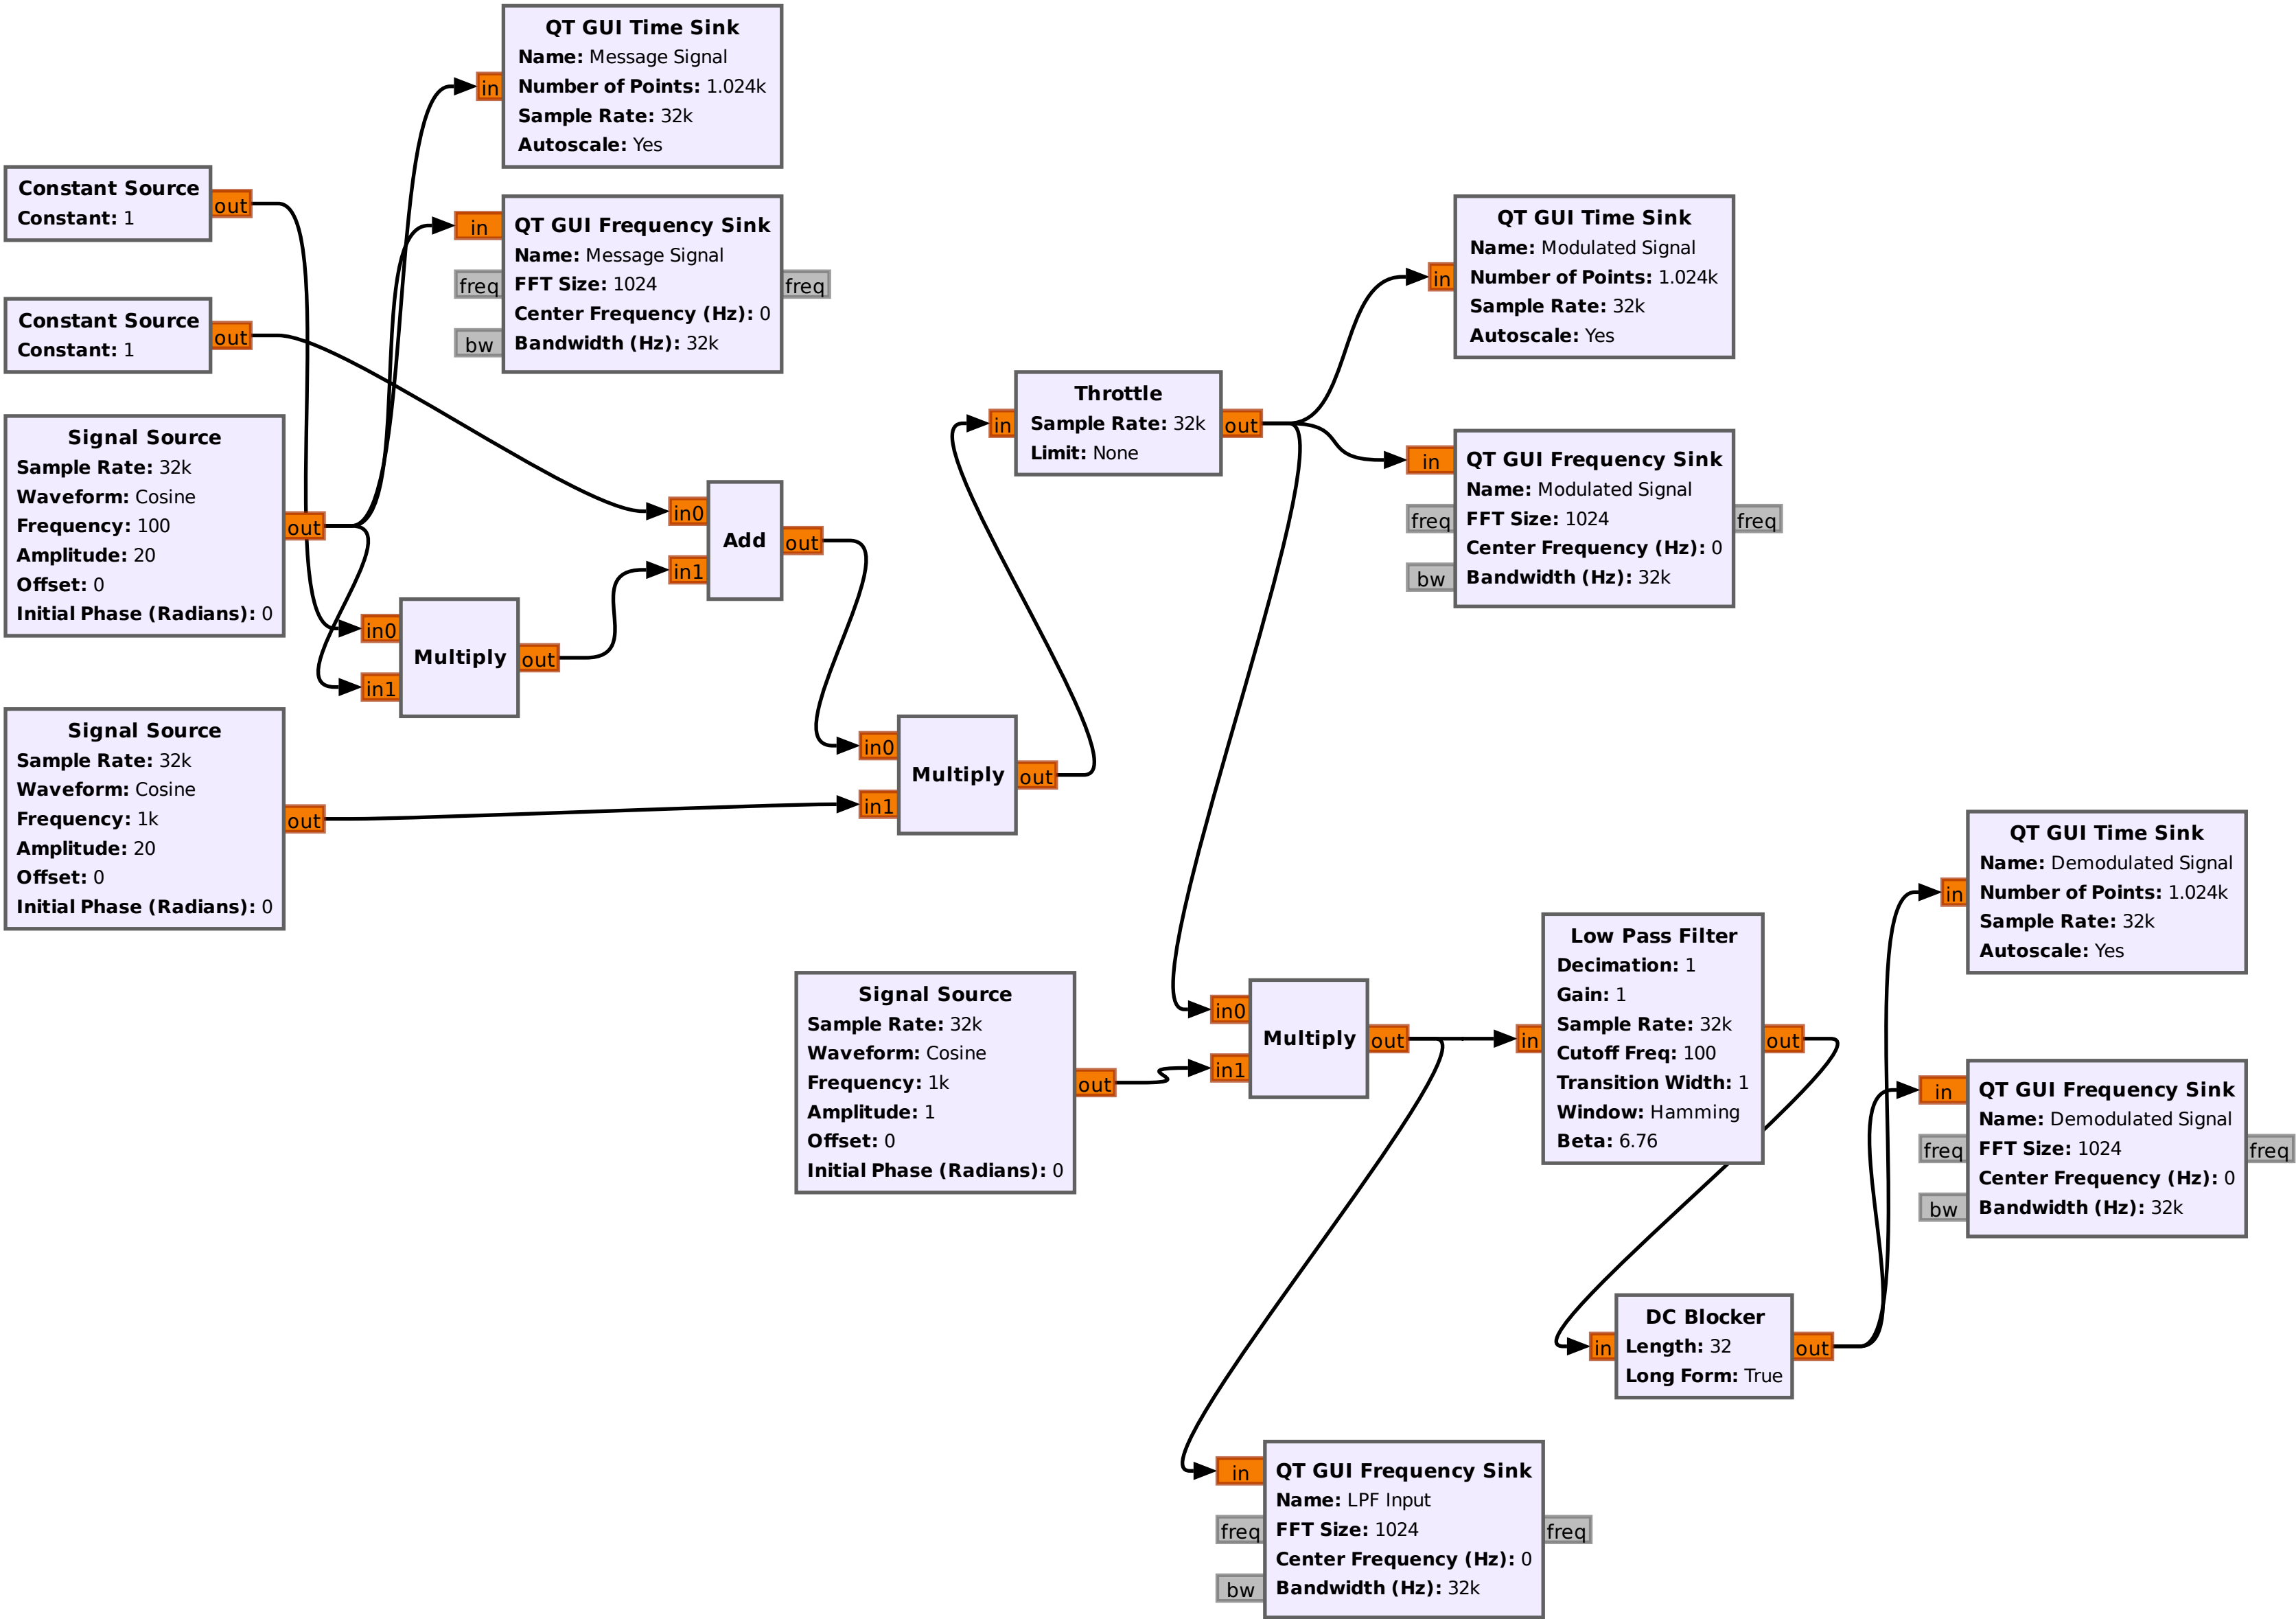 QT GUI Time Sink
Name: Message Signal
Number of Points: 1.024k
Sample Rate: 32k
Autoscale: Yes
in
Constant Source
Constant: 1
out
QT GUI Frequency Sink
Name: Message Signal
FFT Size: 1024
Center Frequency (Hz): 0
Bandwidth (Hz): 32k
in
freq
bw
freq
Constant Source
Constant: 1
out
Signal Source
Sample Rate: 32k
Waveform: Cosine
Frequency: 100
Amplitude: 20
Offset: 0
Initial Phase (Radians): 0
out
in0
in1
Multiply
out
in0
in1
Add
out
Signal Source
Sample Rate: 32k
Waveform: Cosine
Frequency: 1k
Amplitude: 20
Offset: 0
Initial Phase (Radians): 0
out
in0
in1
Multiply
out
in
Throttle
Sample Rate: 32k
Limit: None
out
QT GUI Time Sink
Name: Modulated Signal
Number of Points: 1.024k
Sample Rate: 32k
Autoscale: Yes
in
QT GUI Frequency Sink
Name: Modulated Signal
FFT Size: 1024
Center Frequency (Hz): 0
Bandwidth (Hz): 32k
in
freq
bw
freq
Signal Source
Sample Rate: 32k
Waveform: Cosine
Frequency: 1k
Amplitude: 1
Offset: 0
Initial Phase (Radians): 0
out
in0
in1
Multiply
out
in
Low Pass Filter
Decimation: 1
Gain: 1
Sample Rate: 32k
Cutoff Freq: 100
Transition Width: 1
Window: Hamming
Beta: 6.76
out
QT GUI Time Sink
Name: Demodulated Signal
Number of Points: 1.024k
Sample Rate: 32k
Autoscale: Yes
in
QT GUI Frequency Sink
Name: Demodulated Signal
FFT Size: 1024
Center Frequency (Hz): 0
Bandwidth (Hz): 32k
in
freq
bw
freq
in
DC Blocker
Length: 32
Long Form: True
out
QT GUI Frequency Sink
Name: LPF Input
FFT Size: 1024
Center Frequency (Hz): 0
Bandwidth (Hz): 32k
in
freq
bw
freq